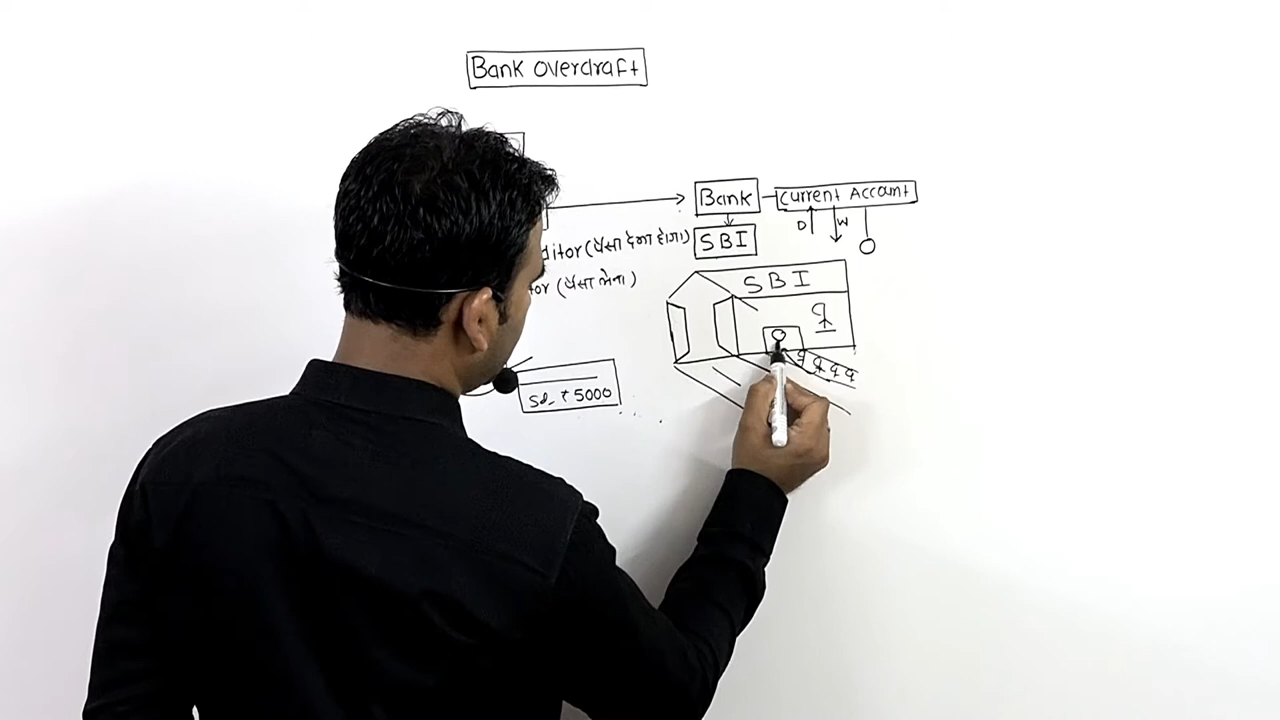 Bank overdraft
Bank
Current Account
D
W
ditor (पैसा देना होगा)
SBI
tor (पैसा लेना)
SBI
₹ 5000